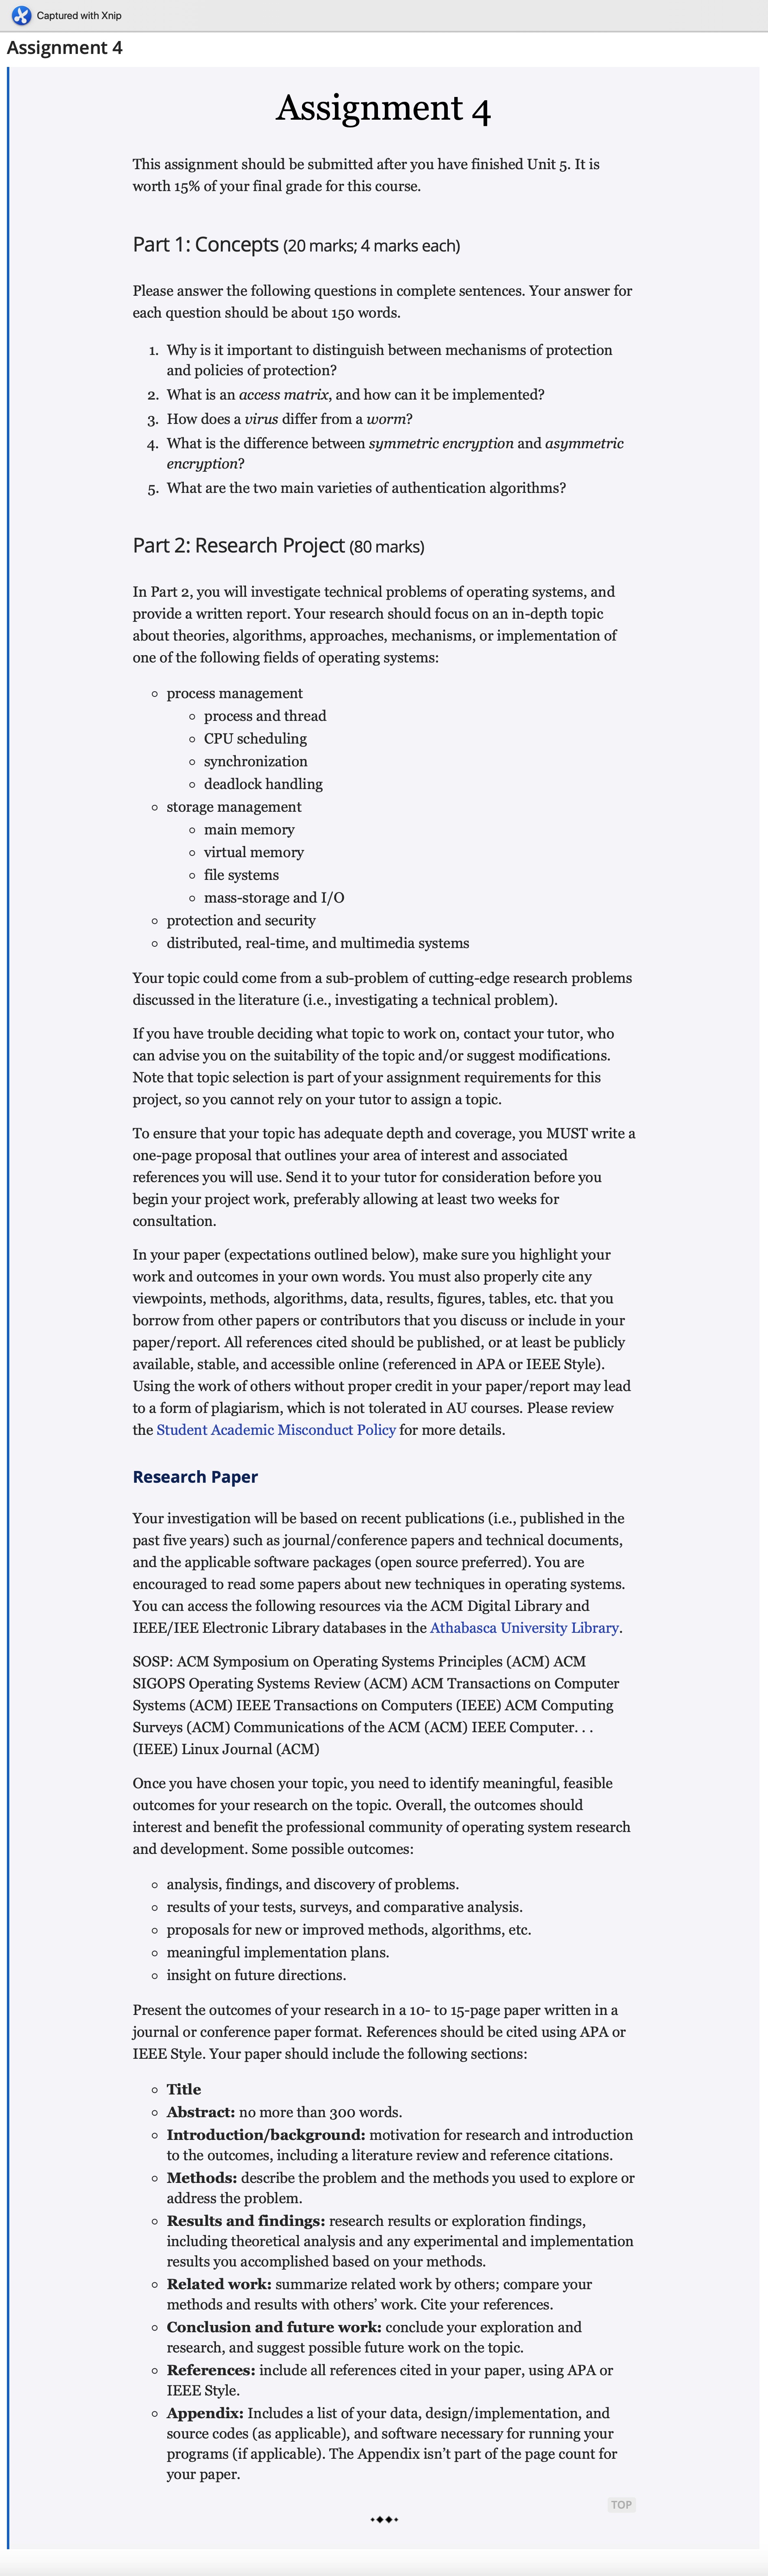 Captured with Xnip
Assignment 4
Assignment 4
This assignment should be submitted after you have finished Unit 5. It is
worth 15% of your final grade for this course.
Part 1: Concepts (20 marks; 4 marks each)
Please answer the following questions in complete sentences. Your answer for
each question should be about 150 words.
1. Why is it important to distinguish between mechanisms of protection
and policies of protection?
2. What is an access matrix, and how can it be implemented?
3. How does a virus differ from a worm?
4. What is the difference between symmetric encryption and asymmetric
encryption?
5. What are the two main varieties of authentication algorithms?
Part 2: Research Project (80 marks)
In Part 2, you will investigate technical problems of operating systems, and
provide a written report. Your research should focus on an in-depth topic
about theories, algorithms, approaches, mechanisms, or implementation of
one of the following fields of operating systems:
◦ process management
◦ process and thread
◦ CPU scheduling
◦ synchronization
◦ deadlock handling
◦ storage management
◦ main memory
◦ virtual memory
◦ file systems
◦ mass-storage and I/O
◦ protection and security
◦ distributed, real-time, and multimedia systems
Your topic could come from a sub-problem of cutting-edge research problems
discussed in the literature (i.e., investigating a technical problem).
If you have trouble deciding what topic to work on, contact your tutor, who
can advise you on the suitability of the topic and/or suggest modifications.
Note that topic selection is part of your assignment requirements for this
project, so you cannot rely on your tutor to assign a topic.
To ensure that your topic has adequate depth and coverage, you MUST write a
one-page proposal that outlines your area of interest and associated
references you will use. Send it to your tutor for consideration before you
begin your project work, preferably allowing at least two weeks for
consultation.
In your paper (expectations outlined below), make sure you highlight your
work and outcomes in your own words. You must also properly cite any
viewpoints, methods, algorithms, data, results, figures, tables, etc. that you
borrow from other papers or contributors that you discuss or include in your
paper/report. All references cited should be published, or at least be publicly
available, stable, and accessible online (referenced in APA or IEEE Style).
Using the work of others without proper credit in your paper/report may lead
to a form of plagiarism, which is not tolerated in AU courses. Please review
the Student Academic Misconduct Policy for more details.
Research Paper
Your investigation will be based on recent publications (i.e., published in the
past five years) such as journal/conference papers and technical documents,
and the applicable software packages (open source preferred). You are
encouraged to read some papers about new techniques in operating systems.
You can access the following resources via the ACM Digital Library and
IEEE/IEE Electronic Library databases in the Athabasca University Library.
SOSP: ACM Symposium on Operating Systems Principles (ACM) ACM
SIGOPS Operating Systems Review (ACM) ACM Transactions on Computer
Systems (ACM) IEEE Transactions on Computers (IEEE) ACM Computing
Surveys (ACM) Communications of the ACM (ACM) IEEE Computer. . .
(IEEE) Linux Journal (ACM)
Once you have chosen your topic, you need to identify meaningful, feasible
outcomes for your research on the topic. Overall, the outcomes should
interest and benefit the professional community of operating system research
and development. Some possible outcomes:
◦ analysis, findings, and discovery of problems.
◦ results of your tests, surveys, and comparative analysis.
◦ proposals for new or improved methods, algorithms, etc.
◦ meaningful implementation plans.
◦ insight on future directions.
Present the outcomes of your research in a 10- to 15-page paper written in a
journal or conference paper format. References should be cited using APA or
IEEE Style. Your paper should include the following sections:
◦ Title
◦ Abstract: no more than 300 words.
◦ Introduction/background: motivation for research and introduction
to the outcomes, including a literature review and reference citations.
◦ Methods: describe the problem and the methods you used to explore or
address the problem.
◦ Results and findings: research results or exploration findings,
including theoretical analysis and any experimental and implementation
results you accomplished based on your methods.
◦ Related work: summarize related work by others; compare your
methods and results with others’ work. Cite your references.
◦ Conclusion and future work: conclude your exploration and
research, and suggest possible future work on the topic.
◦ References: include all references cited in your paper, using APA or
IEEE Style.
◦ Appendix: Includes a list of your data, design/implementation, and
source codes (as applicable), and software necessary for running your
programs (if applicable). The Appendix isn’t part of the page count for
your paper.
TOP